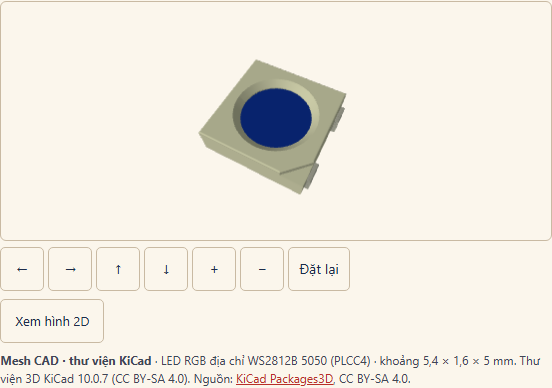 ← → ↑ ↓ + − Đặt lại
Xem hình 2D
Mesh CAD · thư viện KiCad · LED RGB địa chỉ WS2812B 5050 (PLCC4) · khoảng 5,4 × 1,6 × 5 mm. Thư
viện 3D KiCad 10.0.7 (CC BY-SA 4.0). Nguồn: KiCad Packages3D, CC BY-SA 4.0.